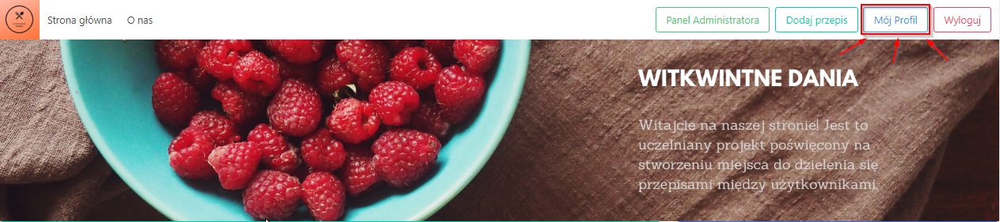 Strona główna
O nas
Panel Administratora
Dodaj przepis
Mój Profil
Wyloguj
WITKWINTNE DANIA
Witajcie na naszej stronie! Jest to
uczelniany projekt poświęcony na
stworzeniu miejsca do dzielenia się
przepisami między użytkownikami.